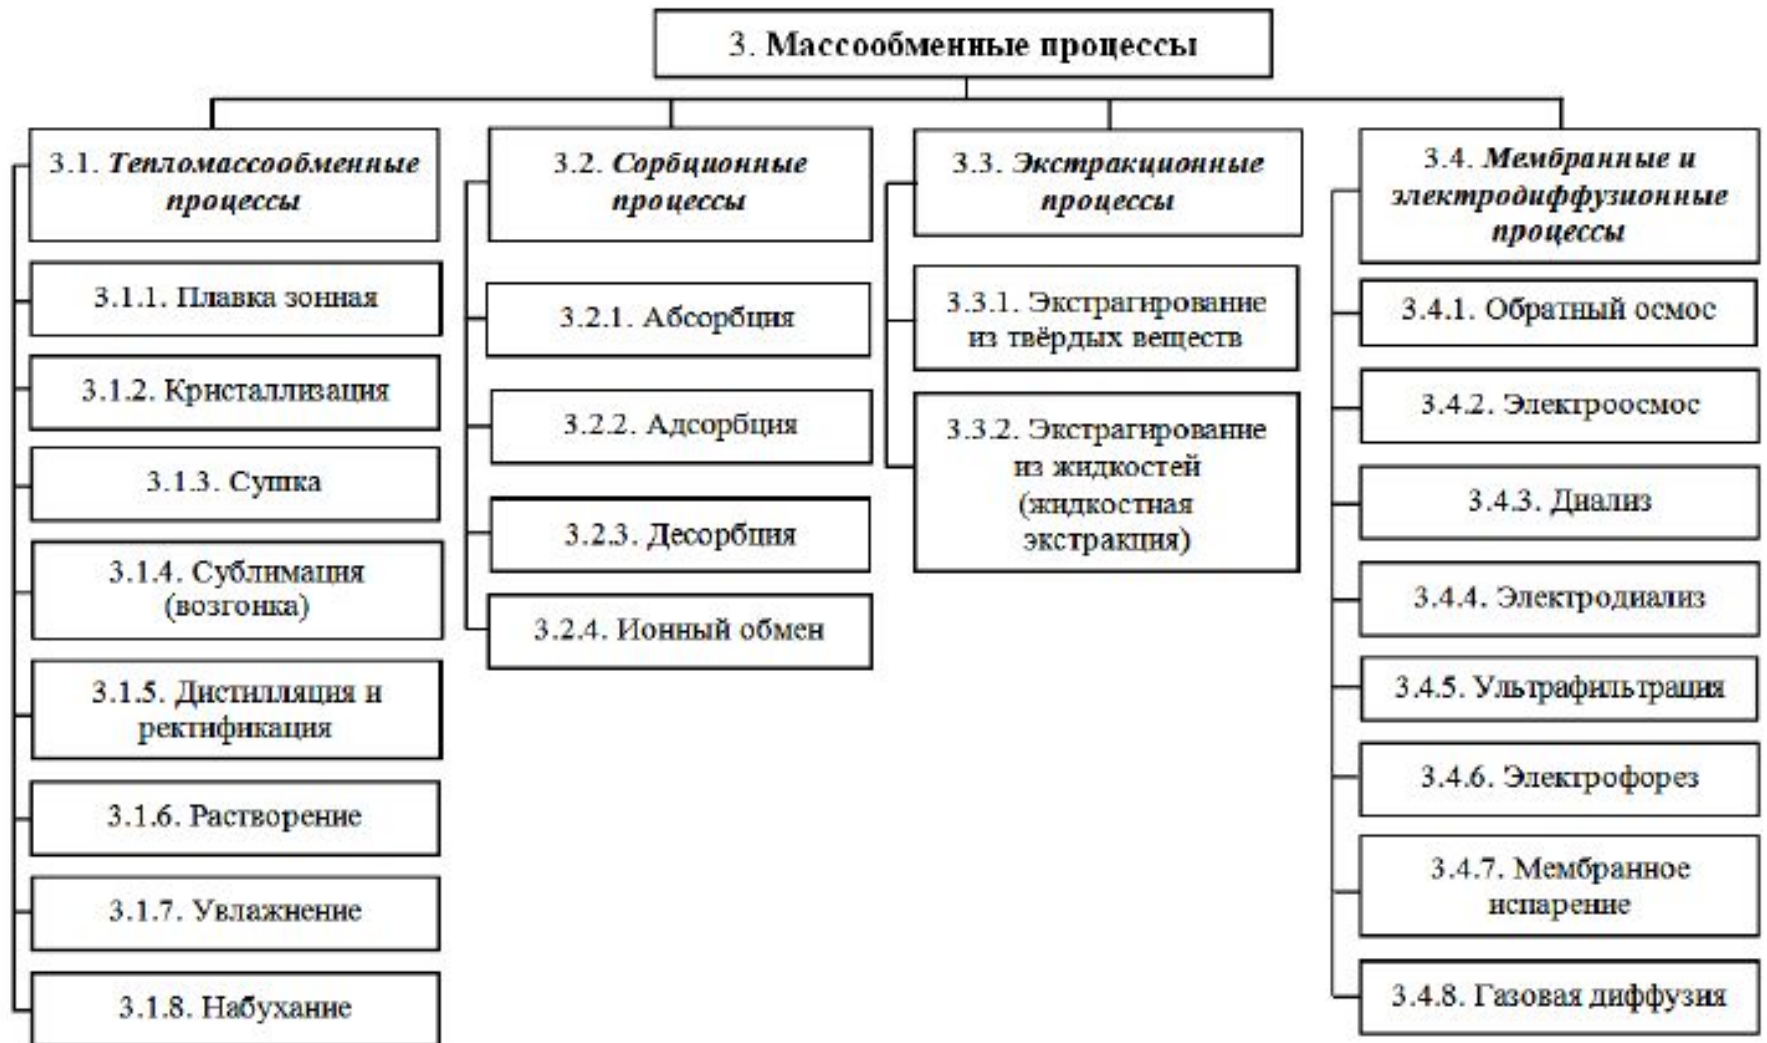 3. Массообменные процессы
3.1. Тепломассообменные
процессы
3.1.1. Плавка зонная
3.1.2. Кристаллизация
3.1.3. Сушка
3.1.4. Сублимация
(возгонка)
3.1.5. Дистилляция и
ректификация
3.1.6. Растворение
3.1.7. Увлажнение
3.1.8. Набухание
3.2. Сорбционные
процессы
3.2.1. Абсорбция
3.2.2. Адсорбция
3.2.3. Десорбция
3.2.4. Ионный обмен
3.3. Экстракционные
процессы
3.3.1. Экстрагирование
из твёрдых веществ
3.3.2. Экстрагирование
из жидкостей
(жидкостная
экстракция)
3.4. Мембранные и
электродиффузионные
процессы
3.4.1. Обратный осмос
3.4.2. Электроосмос
3.4.3. Диализ
3.4.4. Электродиализ
3.4.5. Ультрафильтрация
3.4.6. Электрофорез
3.4.7. Мембранное
испарение
3.4.8. Газовая диффузия